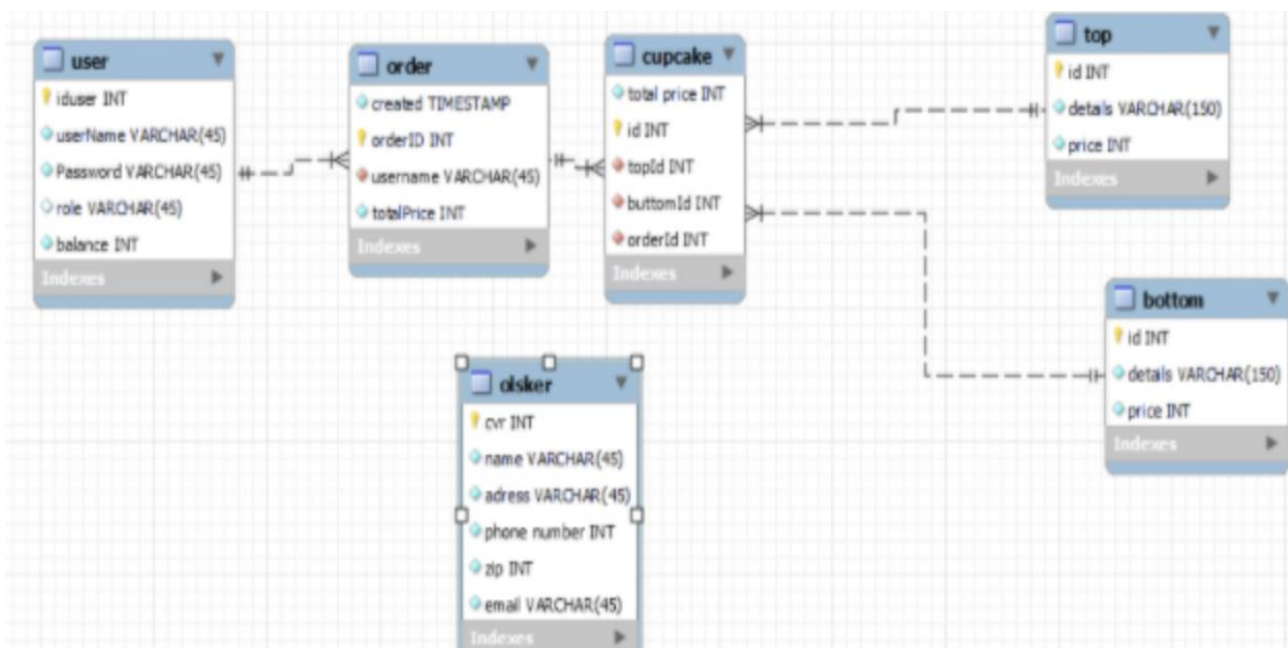 user
iduser INT
userName VARCHAR(45)
Password VARCHAR(45)
role VARCHAR(45)
balance INT
Indexes
order
created TIMESTAMP
orderID INT
username VARCHAR(45)
totalPrice INT
Indexes
cupcake
total price INT
id INT
topId INT
buttomId INT
orderId INT
Indexes
top
id INT
details VARCHAR(150)
price INT
Indexes
bottom
id INT
details VARCHAR(150)
price INT
Indexes
olsker
cvr INT
name VARCHAR(45)
adress VARCHAR(45)
phone number INT
zip INT
email VARCHAR(45)
Indexes